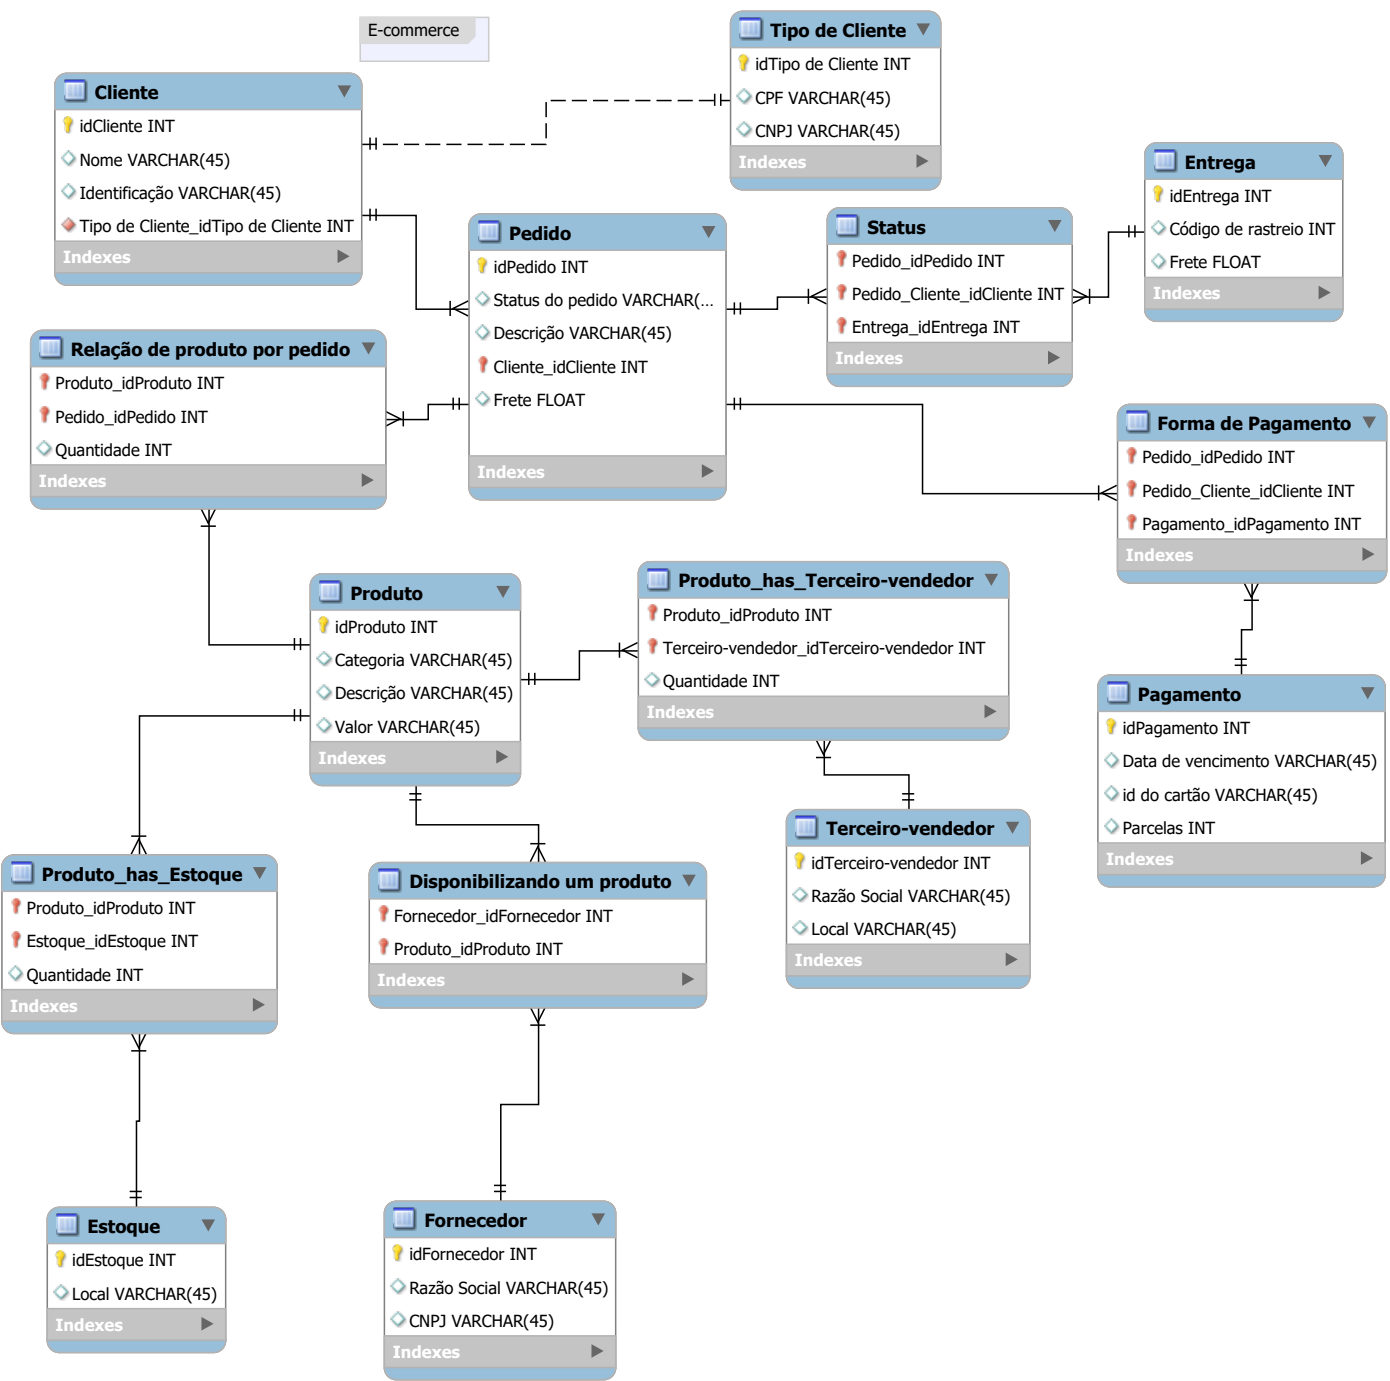 E-commerce
Tipo de Cliente
idTipo de Cliente INT
CPF VARCHAR(45)
CNPJ VARCHAR(45)
Indexes
Cliente
idCliente INT
Nome VARCHAR(45)
Identificação VARCHAR(45)
Tipo de Cliente_idTipo de Cliente INT
Indexes
Entrega
idEntrega INT
Código de rastreio INT
Frete FLOAT
Indexes
Pedido
idPedido INT
Status do pedido VARCHAR(...
Descrição VARCHAR(45)
Cliente_idCliente INT
Frete FLOAT
Indexes
Status
Pedido_idPedido INT
Pedido_Cliente_idCliente INT
Entrega_idEntrega INT
Indexes
Relação de produto por pedido
Produto_idProduto INT
Pedido_idPedido INT
Quantidade INT
Indexes
Forma de Pagamento
Pedido_idPedido INT
Pedido_Cliente_idCliente INT
Pagamento_idPagamento INT
Indexes
Produto
idProduto INT
Categoria VARCHAR(45)
Descrição VARCHAR(45)
Valor VARCHAR(45)
Indexes
Produto_has_Terceiro-vendedor
Produto_idProduto INT
Terceiro-vendedor_idTerceiro-vendedor INT
Quantidade INT
Indexes
Pagamento
idPagamento INT
Data de vencimento VARCHAR(45)
id do cartão VARCHAR(45)
Parcelas INT
Indexes
Terceiro-vendedor
idTerceiro-vendedor INT
Razão Social VARCHAR(45)
Local VARCHAR(45)
Indexes
Produto_has_Estoque
Produto_idProduto INT
Estoque_idEstoque INT
Quantidade INT
Indexes
Disponibilizando um produto
Fornecedor_idFornecedor INT
Produto_idProduto INT
Indexes
Estoque
idEstoque INT
Local VARCHAR(45)
Indexes
Fornecedor
idFornecedor INT
Razão Social VARCHAR(45)
CNPJ VARCHAR(45)
Indexes